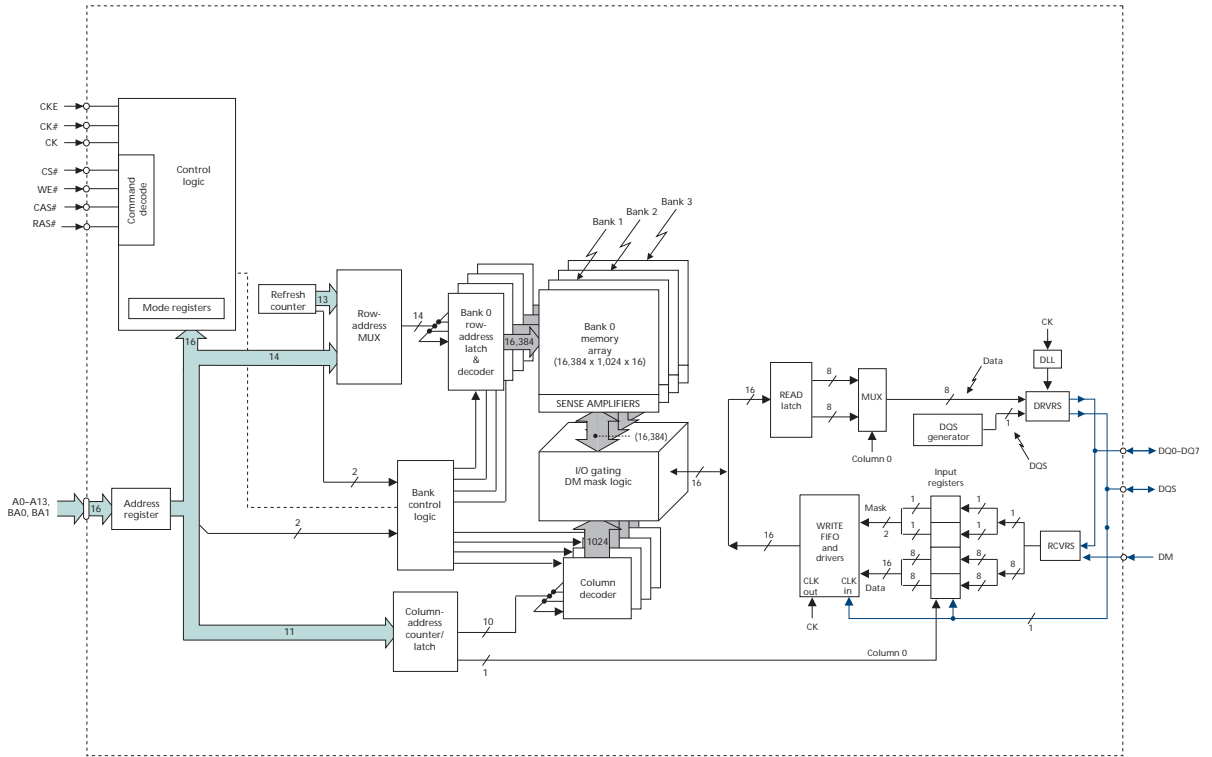 CKE
CK#
CK
CS#
WE#
CAS#
RAS#
Command
decode
Control
logic
Mode registers
16
Refresh
counter
13
14
Row-
address
MUX
14
Bank 0
row-
address
latch
&
decoder
16,384
Bank 1
Bank 2
Bank 3
Bank 0
memory
array
(16,384 x 1,024 x 16)
SENSE AMPLIFIERS
(16,384)
I/O gating
DM mask logic
16
1024
Column
decoder
A0–A13,
BA0, BA1
16
Address
register
2
2
Bank
control
logic
11
Column-
address
counter/
latch
10
1
Column 0
16
READ
latch
8
8
MUX
Column 0
8
Data
DQS
generator
1
DQS
CK
DLL
DRVRS
DQ0–DQ7
DQS
DM
RCVRS
Input
registers
16
WRITE
FIFO
and
drivers
CLK
out
CLK
in
CK
Mask
2
16
Data
1
1
8
8
1
1
8
8
1
8
1